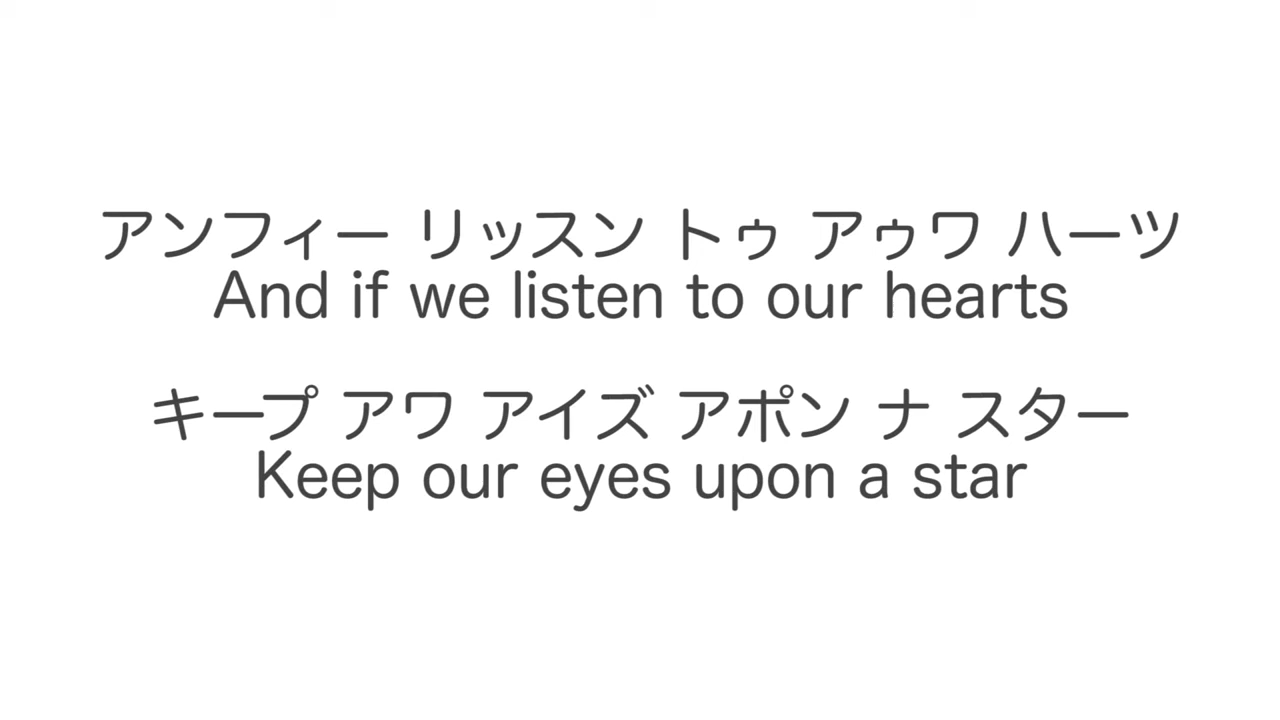 アンフィー リッスン トゥ アゥワ ハーツ
And if we listen to our hearts
キープ アワ アイズ アポン ナ スター
Keep our eyes upon a star